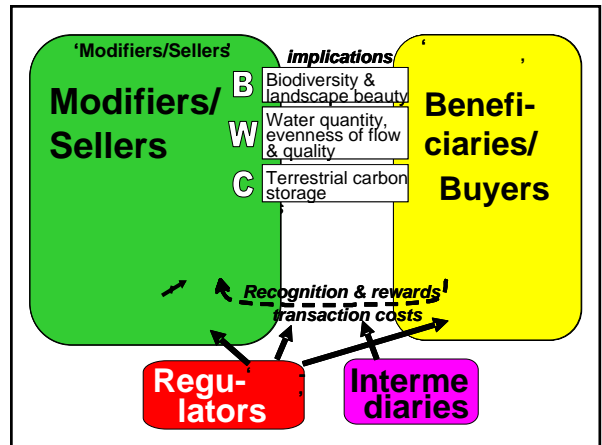 ‘Modifiers/Sellers’
Modifiers/
Sellers
implications
B
Biodiversity &
landscape beauty
W
Water quantity,
evenness of flow
& quality
C
Terrestrial carbon
storage
Benefi-
ciaries/
Buyers
Recognition & rewards
transaction costs
Regu-
lators
Interme
diaries